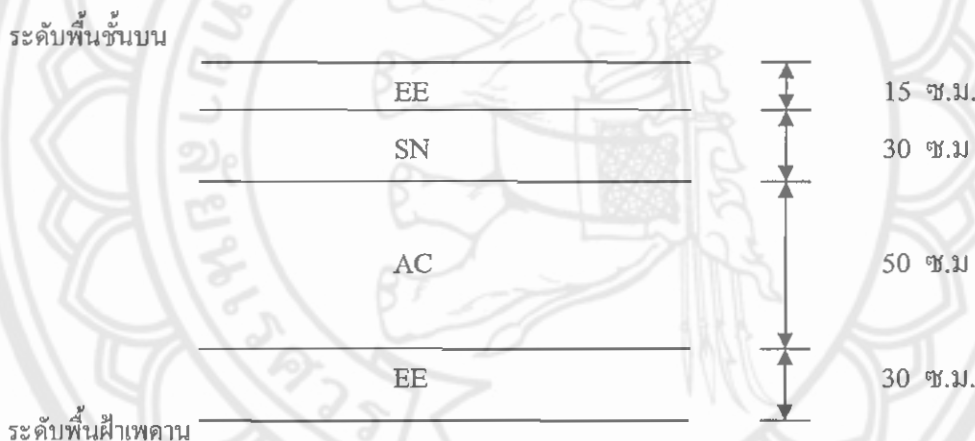 ระดับพื้นชั้นบน
EE 15 ซ.ม.
SN 30 ซ.ม
AC 50 ซ.ม
EE 30 ซ.ม.
ระดับพื้นฝ้าเพดาน